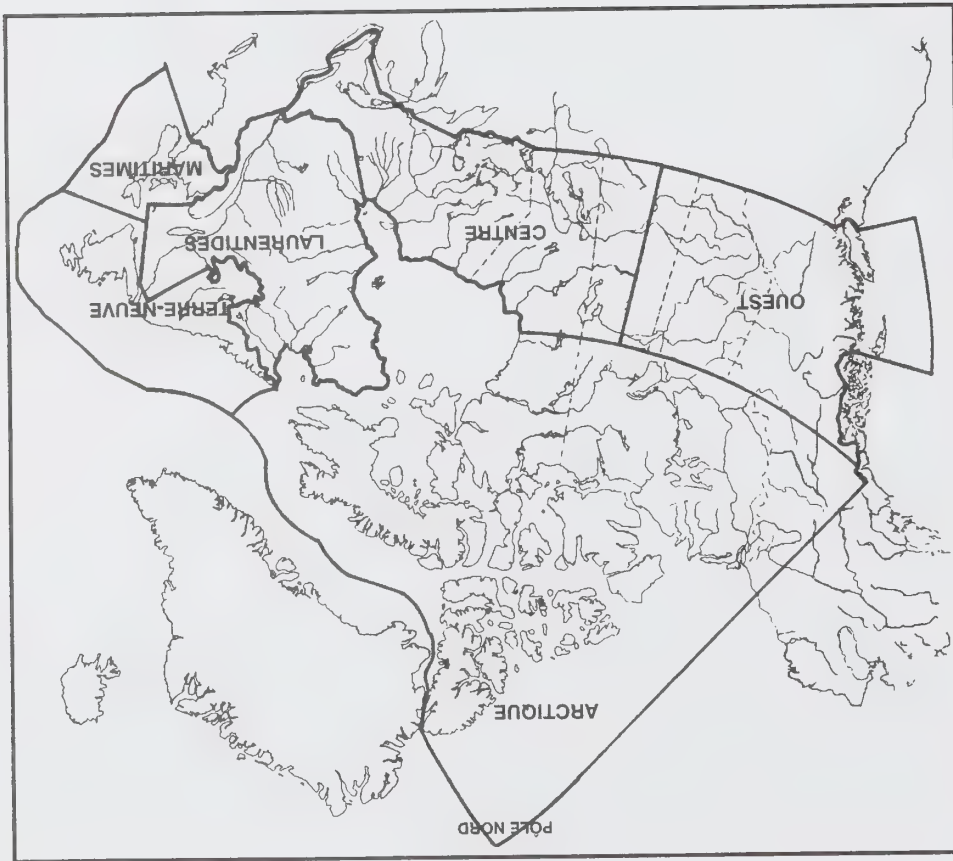 PÔLE NORD
ARCTIQUE
OUEST
CENTRE
TERRE-NEUVE
LAURENTIDES
MARITIMES